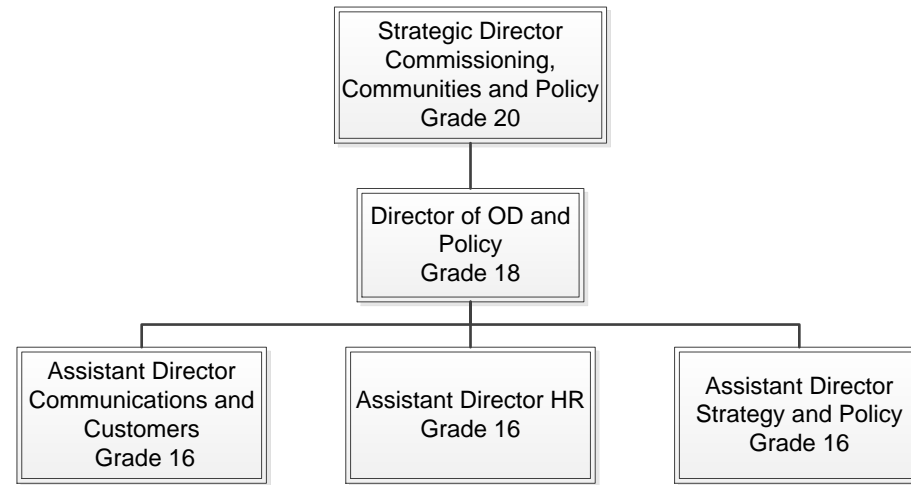 Strategic Director
Commissioning,
Communities and Policy
Grade 20
Director of OD and
Policy
Grade 18
Assistant Director
Communications and
Customers
Grade 16
Assistant Director HR
Grade 16
Assistant Director
Strategy and Policy
Grade 16